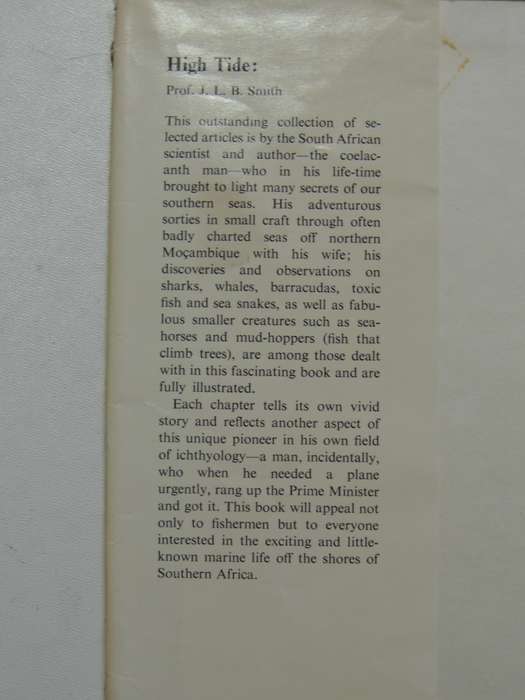 High Tide:
Prof. J. L. B. Smith
This outstanding collection of se-
lected articles is by the South African
scientist and author—the coelac-
anth man—who in his life-time
brought to light many secrets of our
southern seas. His adventurous
sorties in small craft through often
badly charted seas off northern
Moçambique with his wife; his
discoveries and observations on
sharks, whales, barracudas, toxic
fish and sea snakes, as well as fabu-
lous smaller creatures such as sea-
horses and mud-hoppers (fish that
climb trees), are among those dealt
with in this fascinating book and are
fully illustrated.
Each chapter tells its own vivid
story and reflects another aspect of
this unique pioneer in his own field
of ichthyology—a man, incidentally,
who when he needed a plane
urgently, rang up the Prime Minister
and got it. This book will appeal not
only to fishermen but to everyone
interested in the exciting and little-
known marine life off the shores of
Southern Africa.